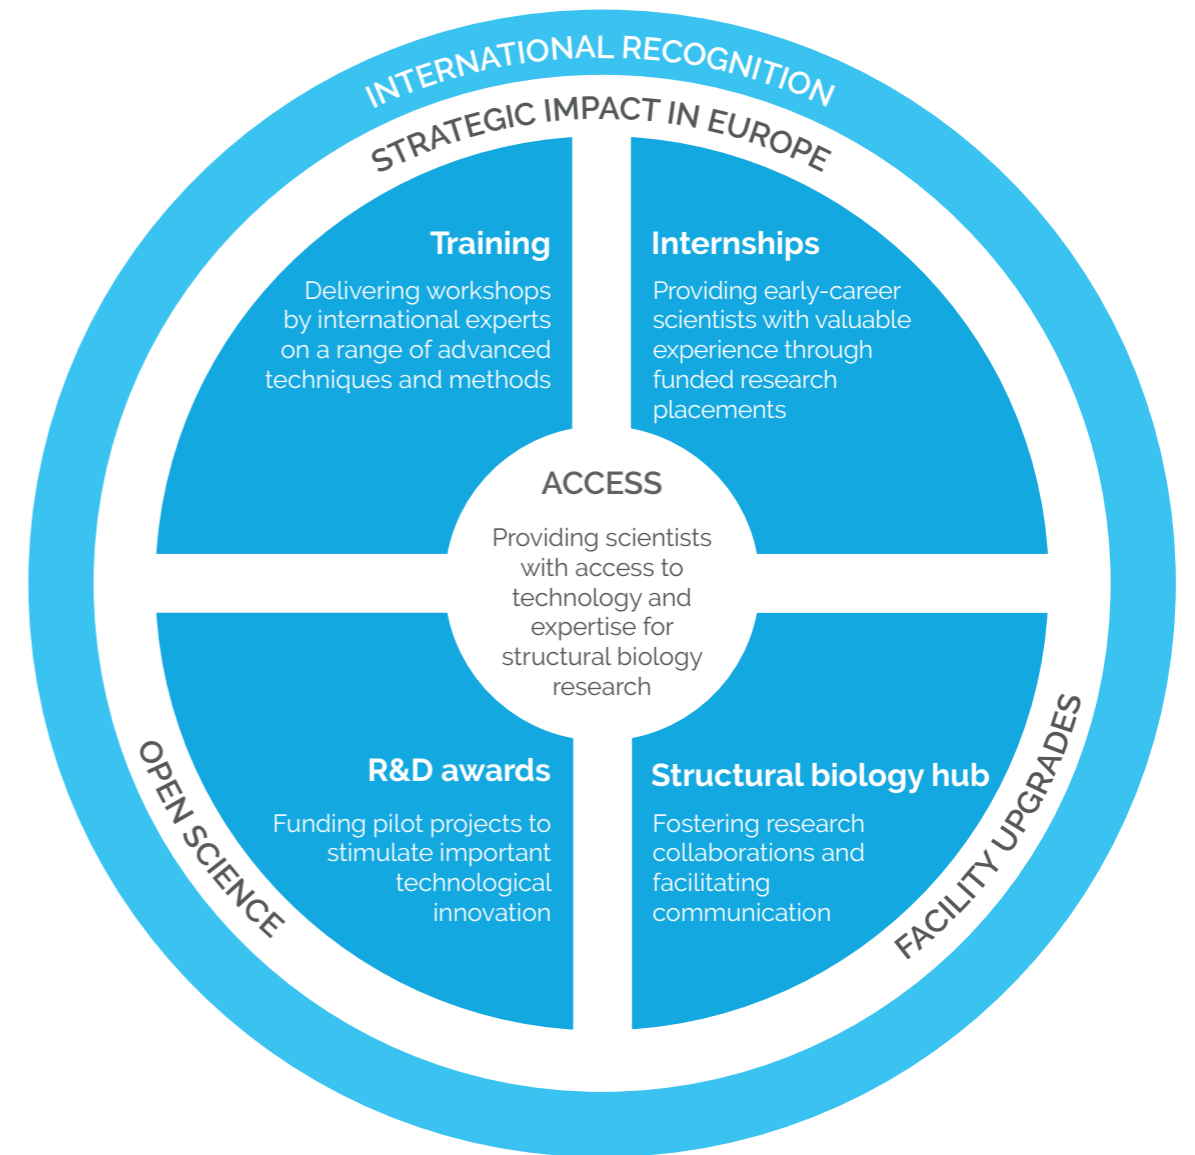 INTERNATIONAL RECOGNITION
STRATEGIC IMPACT IN EUROPE
Training
Delivering workshops
by international experts
on a range of advanced
techniques and methods
Internships
Providing early-career
scientists with valuable
experience through
funded research
placements
ACCESS
Providing scientists
with access to
technology and
expertise for
structural biology
research
R&D awards
Funding pilot projects to
stimulate important
technological
innovation
Structural biology hub
Fostering research
collaborations and
facilitating
communication
OPEN SCIENCE
FACILITY UPGRADES